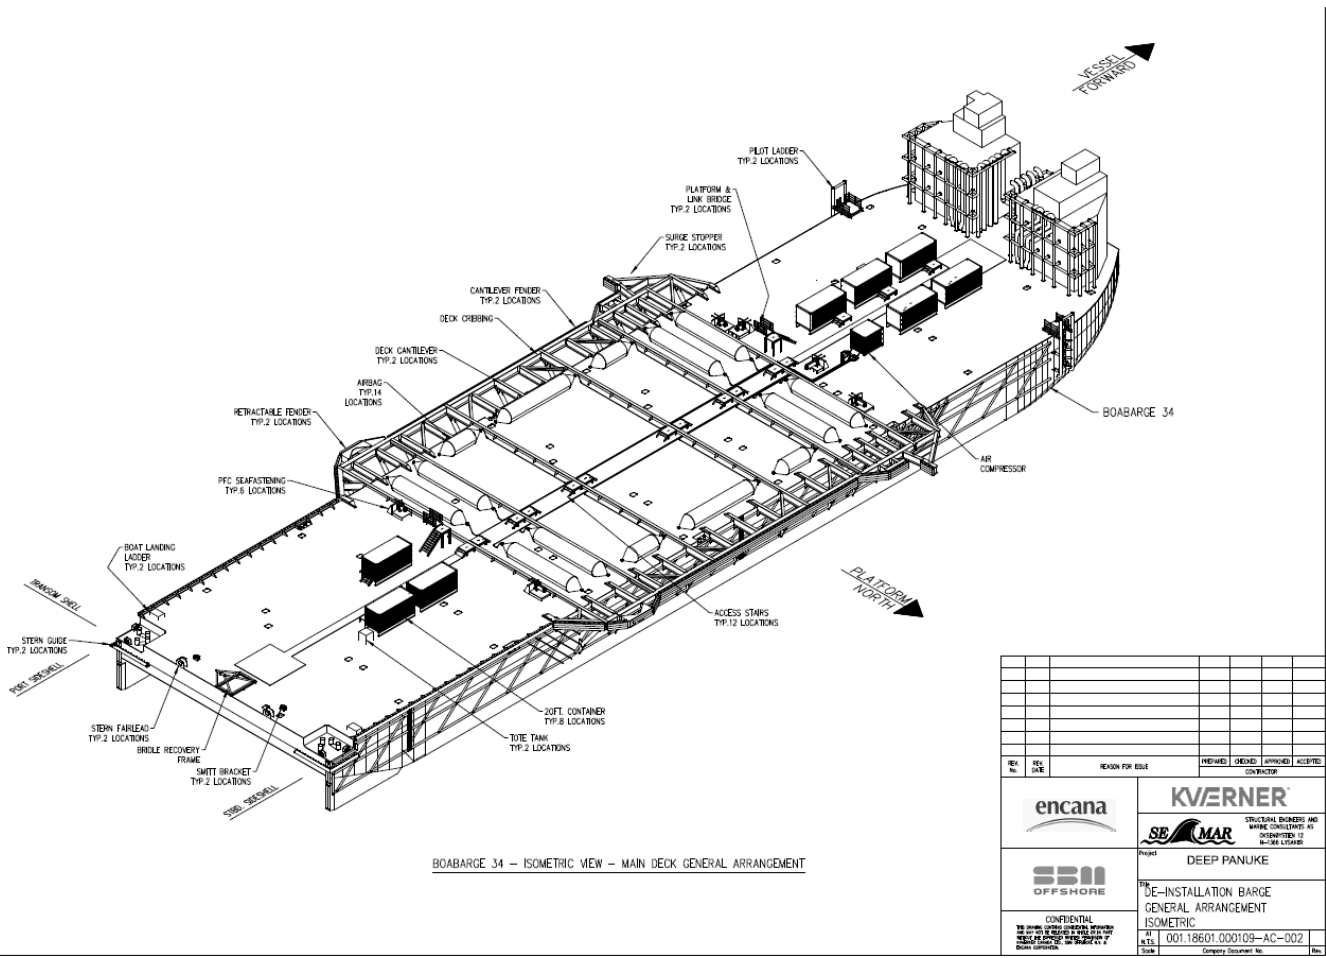 VESSEL
FORWARD
PILOT LADDER
TYP.2 LOCATIONS
PLATFORM &
LINK BRIDGE
TYP.2 LOCATIONS
SURGE STOPPER
TYP.2 LOCATIONS
CANTILEVER FENDER
TYP.2 LOCATIONS
DECK CRIBBING
DECK CANTILEVER
TYP.2 LOCATIONS
AIRBAG
TYP.14
LOCATIONS
RETRACTABLE FENDER
TYP.2 LOCATIONS
BOABARGE 34
AIR
COMPRESSOR
PFC SEAFASTENING
TYP.6 LOCATIONS
BOAT LANDING
LADDER
TYP.2 LOCATIONS
PLATFORM
NORTH
TRANSOM SHELL
ACCESS STAIRS
TYP.12 LOCATIONS
STERN GUIDE
TYP.2 LOCATIONS
PORT SIDESHELL
20FT. CONTAINER
TYP.8 LOCATIONS
STERN FAIRLEAD
TYP.2 LOCATIONS
TOTE TANK
TYP.2 LOCATIONS
BRIDLE RECOVERY
FRAME
SMITT BRACKET
TYP.2 LOCATIONS
STBD. SIDESHELL
BOABARGE 34 – ISOMETRIC VIEW – MAIN DECK GENERAL ARRANGEMENT
REV. No.
REV. DATE
REASON FOR ISSUE
PREPARED CHECKED APPROVED ACCEPTED
CONTRACTOR
encana
KVÆRNER
SEMAR
STRUCTURAL ENGINEERS AND
MARINE CONSULTANTS AS
SBM
OFFSHORE
Project
DEEP PANUKE
Title
DE-INSTALLATION BARGE
GENERAL ARRANGEMENT
ISOMETRIC
CONFIDENTIAL
A1
N.T.S.
001.18601.000109-AC-002
Scale
Company Document No.
Rev.